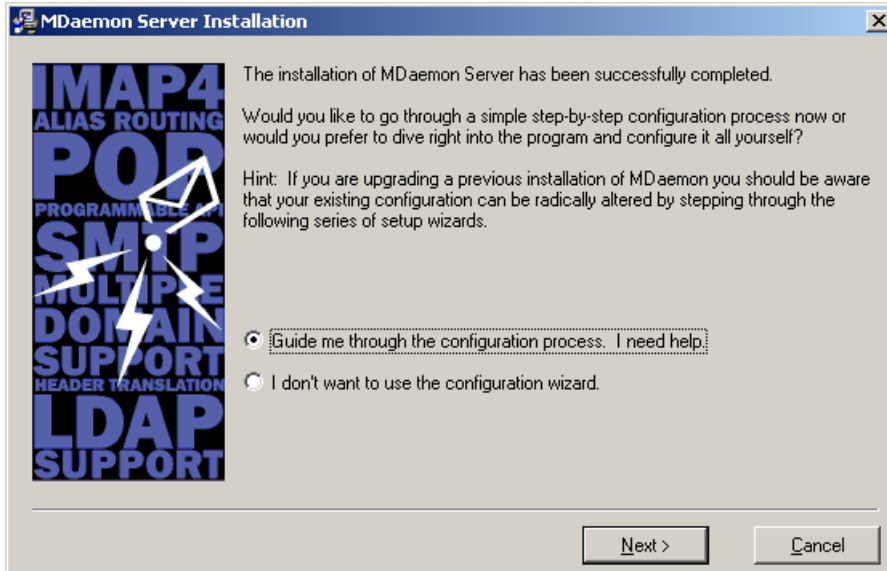 MDaemon Server Installation
IMAP4
ALIAS ROUTING
POP
PROGRAMMABLE API
SMTP
MULTIPLE
DOMAIN
SUPPORT
HEADER TRANSLATION
LDAP
SUPPORT
The installation of MDaemon Server has been successfully completed.
Would you like to go through a simple step-by-step configuration process now or
would you prefer to dive right into the program and configure it all yourself?
Hint:  If you are upgrading a previous installation of MDaemon you should be aware
that your existing configuration can be radically altered by stepping through the
following series of setup wizards.
Guide me through the configuration process.  I need help.
I don't want to use the configuration wizard.
Next >
Cancel